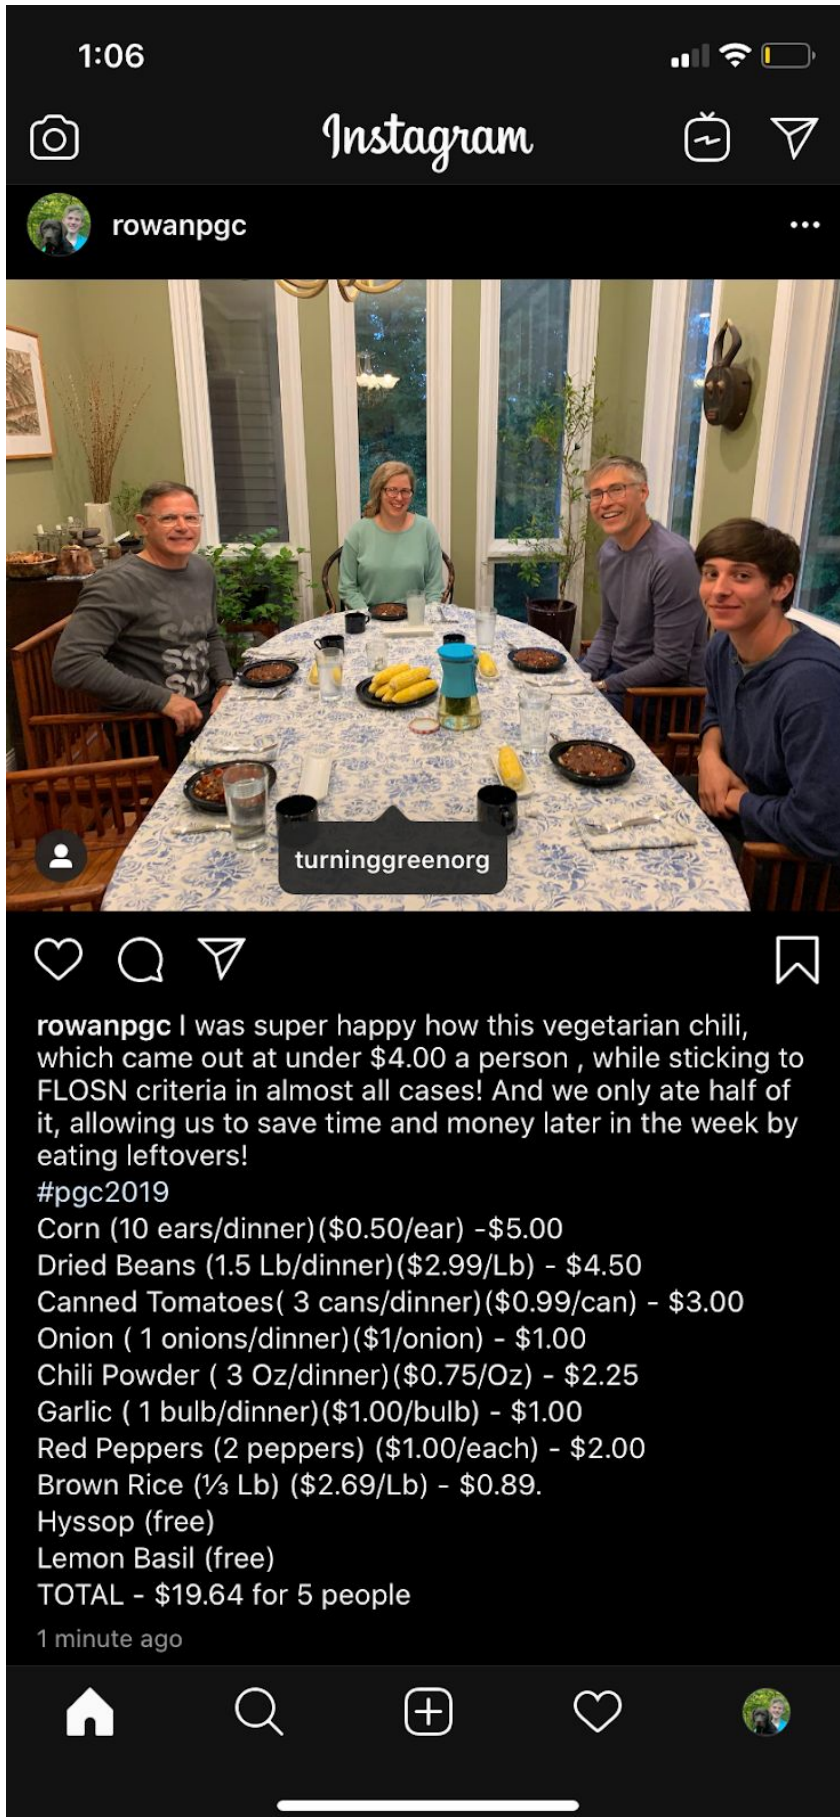 1:06
Instagram
rowanpgc
turninggreenorg
rowanpgc I was super happy how this vegetarian chili,
which came out at under $4.00 a person , while sticking to
FLOSN criteria in almost all cases! And we only ate half of
it, allowing us to save time and money later in the week by
eating leftovers!
#pgc2019
Corn (10 ears/dinner)($0.50/ear) -$5.00
Dried Beans (1.5 Lb/dinner)($2.99/Lb) - $4.50
Canned Tomatoes( 3 cans/dinner)($0.99/can) - $3.00
Onion ( 1 onions/dinner)($1/onion) - $1.00
Chili Powder ( 3 Oz/dinner)($0.75/Oz) - $2.25
Garlic ( 1 bulb/dinner)($1.00/bulb) - $1.00
Red Peppers (2 peppers) ($1.00/each) - $2.00
Brown Rice (⅓ Lb) ($2.69/Lb) - $0.89.
Hyssop (free)
Lemon Basil (free)
TOTAL - $19.64 for 5 people
1 minute ago